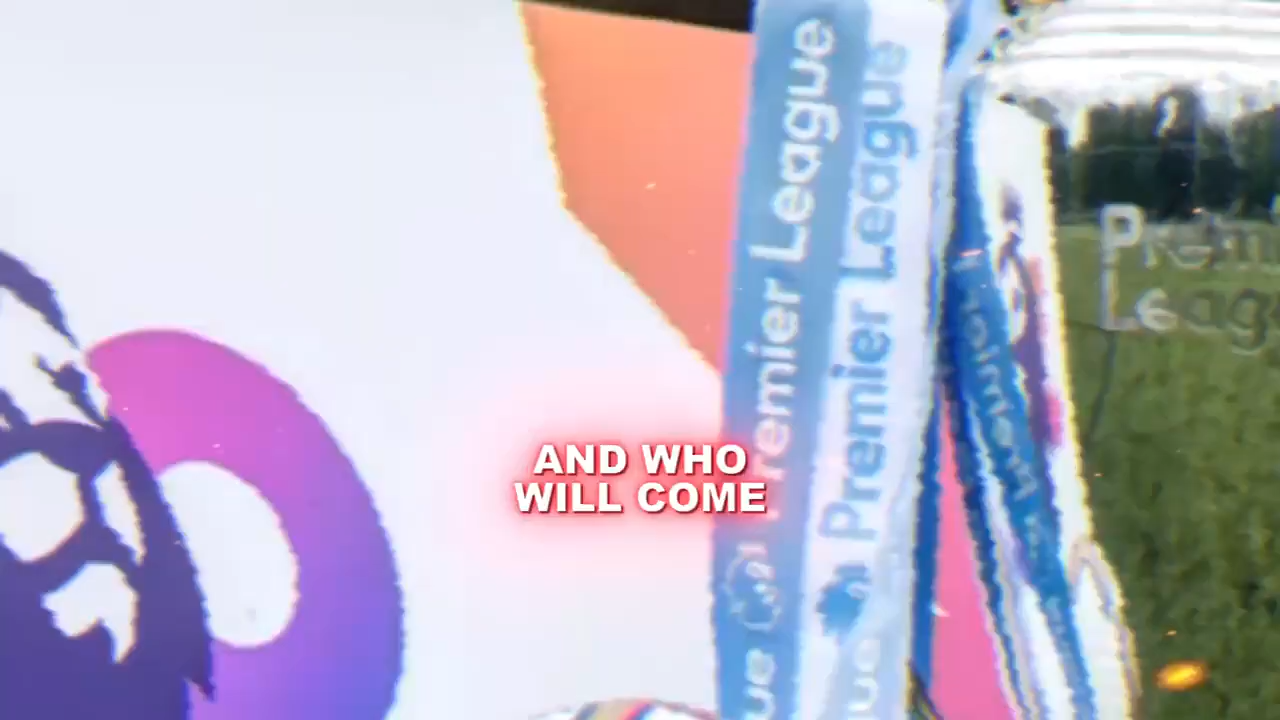 AND WHO
WILL COME
Premier League
Premier League
Premier
League